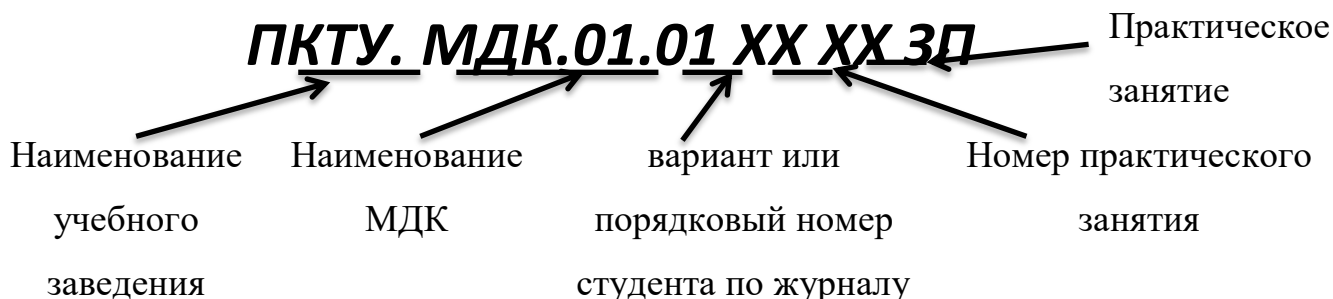 ПКТУ. МДК.01.01 ХХ ХХ ЗП
Практическое
занятие
Наименование
учебного
заведения
Наименование
МДК
вариант или
порядковый номер
студента по журналу
Номер практического
занятия